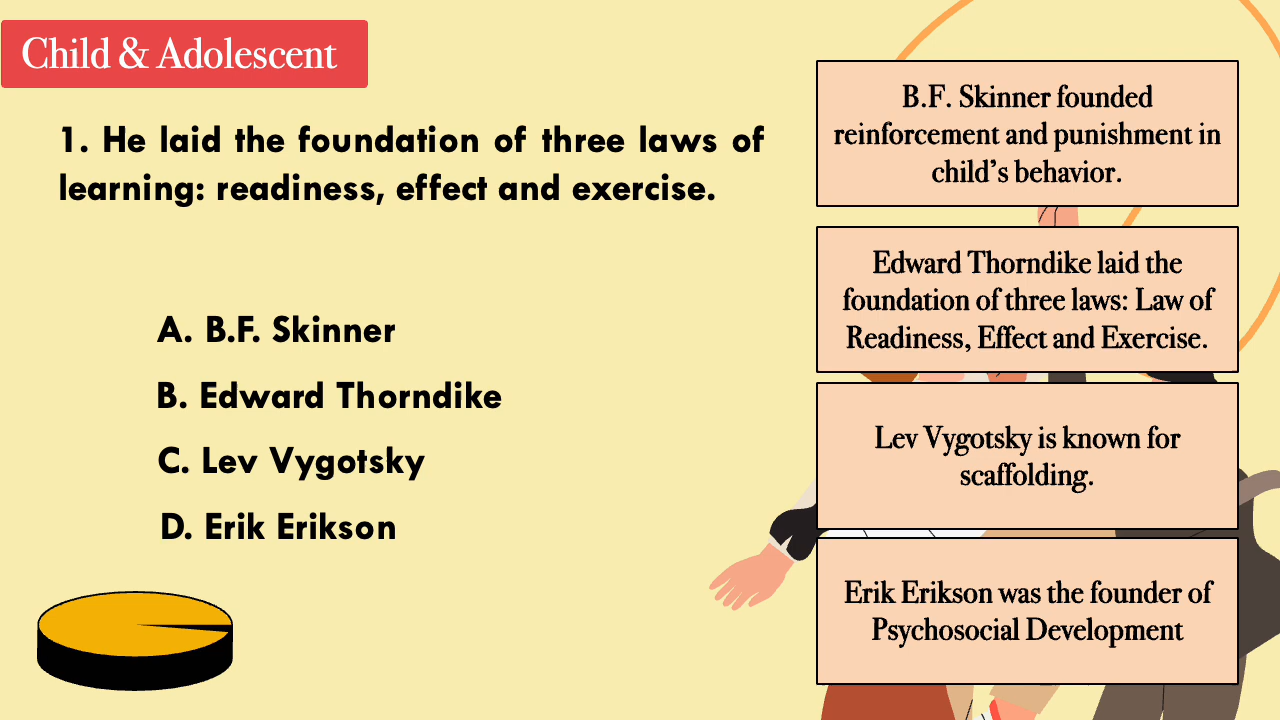 Child & Adolescent
1. He laid the foundation of three laws of
learning: readiness, effect and exercise.
A. B.F. Skinner
B. Edward Thorndike
C. Lev Vygotsky
D. Erik Erikson
B.F. Skinner founded
reinforcement and punishment in
child’s behavior.
Edward Thorndike laid the
foundation of three laws: Law of
Readiness, Effect and Exercise.
Lev Vygotsky is known for
scaffolding.
Erik Erikson was the founder of
Psychosocial Development